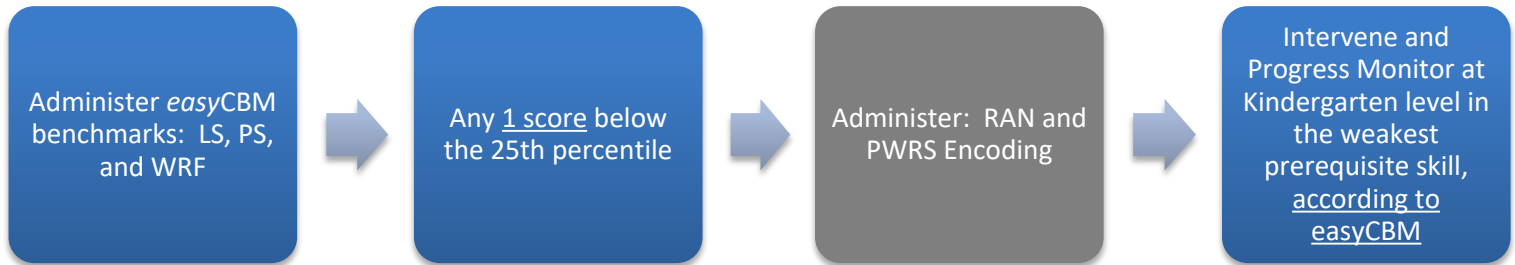 Administer easyCBM
benchmarks: LS, PS,
and WRF
Any 1 score below
the 25th percentile
Administer: RAN and
PWRS Encoding
Intervene and
Progress Monitor at
Kindergarten level in
the weakest
prerequisite skill,
according to
easyCBM